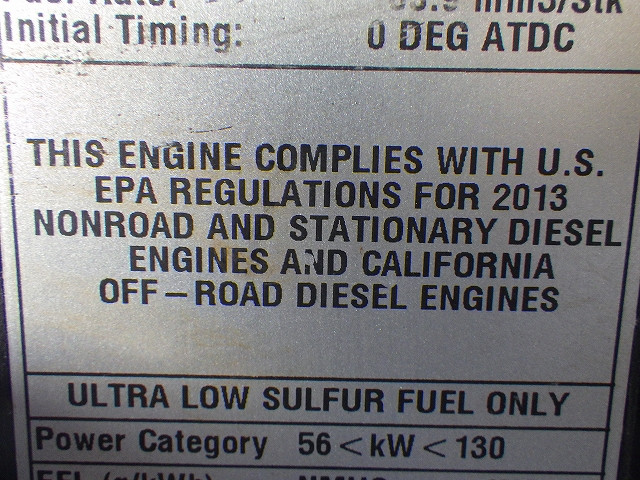 Initial Timing: 0 DEG ATDC
THIS ENGINE COMPLIES WITH U.S.
EPA REGULATIONS FOR 2013
NONROAD AND STATIONARY DIESEL
ENGINES AND CALIFORNIA
OFF–ROAD DIESEL ENGINES
ULTRA LOW SULFUR FUEL ONLY
Power Category 56 < kW < 130